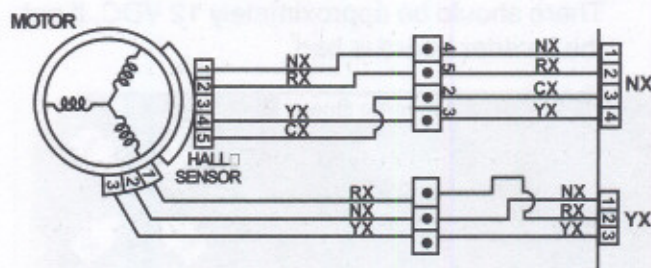 There should be approximately 12 VDC.
MOTOR
1
2
3
4
5
NX
RX
YX
CX
HALL□
SENSOR
4
5
2
3
NX
RX
CX
YX
1
2
3
4
NX
3
2
1
RX
NX
YX
NX
RX
YX
1
2
3
YX